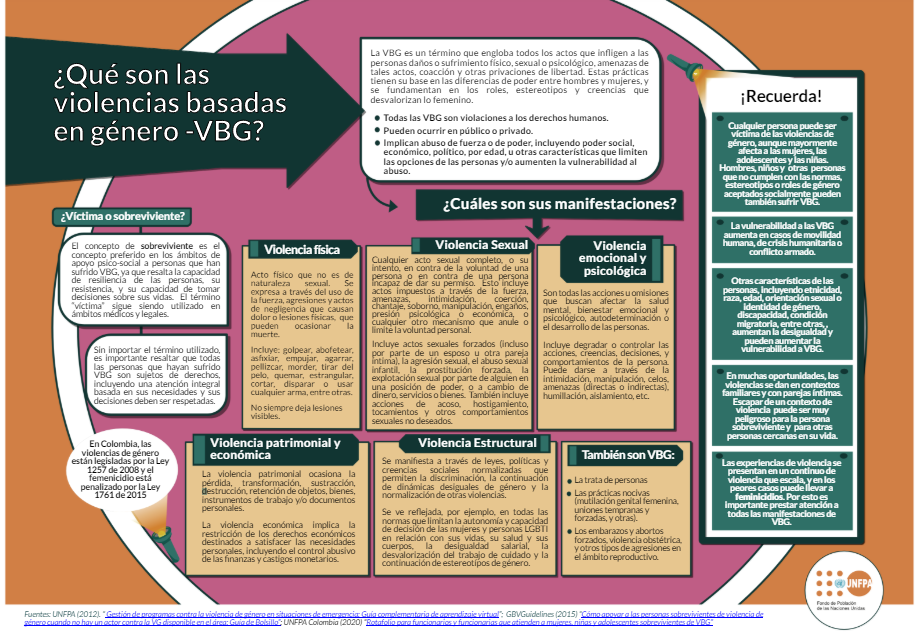 ¿Qué son las
violencias basadas
en género -VBG?
La VBG es un término que engloba todos los actos que infligen a las
personas daños o sufrimiento físico, sexual o psicológico, amenazas de
tales actos, coacción y otras privaciones de libertad. Estas prácticas
tienen su base en las diferencias de poder entre hombres y mujeres, y
se fundamentan en los roles, estereotipos y creencias que
desvalorizan lo femenino.
• Todas las VBG son violaciones a los derechos humanos.
• Pueden ocurrir en público o privado.
• Implican abuso de fuerza o de poder, incluyendo poder social,
económico, político, por edad, u otras características que limiten
las opciones de las personas y/o aumenten la vulnerabilidad al
abuso.
¿Víctima o sobreviviente?
El concepto de sobreviviente es el
concepto preferido en los ámbitos de
apoyo psico-social a personas que han
sufrido VBG, ya que resalta la capacidad
de resiliencia de las personas, su
resistencia, y su capacidad de tomar
decisiones sobre sus vidas. El término
"víctima" sigue siendo utilizado en
ámbitos médicos y legales.
Sin importar el término utilizado,
es importante resaltar que todas
las personas que hayan sufrido
VBG son sujetos de derechos,
incluyendo una atención integral
basada en sus necesidades y sus
decisiones deben ser respetadas.
En Colombia, las
violencias de género
están legisladas por la Ley
1257 de 2008 y el
femenicidio está
penalizado por la Ley
1761 de 2015
¿Cuáles son sus manifestaciones?
Violencia física
Acto físico que no es de
naturaleza sexual. Se
expresa a través del uso de
la fuerza, agresiones y actos
de negligencia que causan
dolor o lesiones físicas, que
pueden ocasionar la
muerte.
Incluye: golpear, abofetear,
asfixiar, empujar, agarrar,
pellizcar, morder, tirar del
pelo, quemar, estrangular,
cortar, disparar o usar
cualquier arma, entre otras.
No siempre deja lesiones
visibles.
Violencia Sexual
Cualquier acto sexual completo, o su
intento, en contra de la voluntad de una
persona o en contra de una persona
incapaz de dar su permiso. Esto incluye
actos impuestos a través de la fuerza,
amenazas, intimidación, coerción,
chantaje, soborno, manipulación, engaños,
presión psicológica o económica, o
cualquier otro mecanismo que anule o
limite la voluntad personal.
Incluye actos sexuales forzados (incluso
por parte de un esposo u otra pareja
íntima), la agresión sexual, el abuso sexual
infantil, la prostitución forzada, la
explotación sexual por parte de alguien en
una posición de poder, o a cambio de
dinero, servicios o bienes. También incluye
acciones de acoso, hostigamiento,
tocamientos y otros comportamientos
sexuales no deseados.
Violencia
emocional y
psicológica
Son todas las acciones u omisiones
que buscan afectar la salud
mental, bienestar emocional y
psicológico, autodeterminación o
el desarrollo de las personas.
Incluye degradar o controlar las
acciones, creencias, decisiones, y
comportamientos de la persona.
Puede darse a través de la
intimidación, manipulación, celos,
amenazas (directas o indirectas),
humillación, aislamiento, etc.
Violencia patrimonial y
económica
La violencia patrimonial ocasiona la
pérdida, transformación, sustracción,
destrucción, retención de objetos, bienes,
instrumentos de trabajo y/o documentos
personales.
La violencia económica implica la
restricción de los derechos económicos
destinados a satisfacer las necesidades
personales, incluyendo el control abusivo
de las finanzas y castigos monetarios.
Violencia Estructural
Se manifiesta a través de leyes, políticas y
creencias sociales normalizadas que
permiten la discriminación, la continuación
de dinámicas desiguales de género y la
normalización de otras violencias.
Se ve reflejada, por ejemplo, en todas las
normas que limitan la autonomía y capacidad
de decisión de las mujeres y personas LGBTI
en relación con sus vidas, su salud y sus
cuerpos, la desigualdad salarial, la
desvalorización del trabajo de cuidado y la
continuación de estereotipos de género.
También son VBG:
• La trata de personas
• Las prácticas nocivas
(mutilación genital femenina,
uniones tempranas y
forzadas, y otras).
• Los embarazos y abortos
forzados, violencia obstétrica,
y otros tipos de agresiones en
el ámbito reproductivo.
¡Recuerda!
Cualquier persona puede ser
víctima de las violencias de
género, aunque mayormente
afecta a las mujeres, las
adolescentes y las niñas.
Hombres, niños y otras personas
que no cumplen con las normas,
estereotipos o roles de género
aceptados socialmente pueden
también sufrir VBG.
La vulnerabilidad a las VBG
aumenta en casos de movilidad
humana, de crisis humanitaria o
conflicto armado.
Otras características de las
personas, incluyendo etnicidad,
raza, edad, orientación sexual o
identidad de género,
discapacidad, condición
migratoria, entre otras,
aumentan la desigualdad y
pueden aumentar la
vulnerabilidad a VBG.
En muchas oportunidades, las
violencias se dan en contextos
familiares y con parejas íntimas.
Escapar de un contexto de
violencia puede ser muy
peligroso para la persona
sobreviviente y para otras
personas cercanas en su vida.
Las experiencias de violencia se
presentan en un continuo de
violencia que escala, y en los
peores casos puede llevar a
feminicidios. Por esto es
importante prestar atención a
todas las manifestaciones de
VBG.
UNFPA
Fondo de Población
de las Naciones Unidas
Fuentes: UNFPA (2012). "Gestión de programas contra la violencia de género en situaciones de emergencia: Guía complementaria de aprendizaje virtual"; GBVGuidelines (2015) "Cómo apoyar a las personas sobrevivientes de violencia de
género cuando no hay un actor contra la VG disponible en el área: Guía de Bolsillo"; UNFPA Colombia (2020) "Rotafolio para funcionarios y funcionarias que atienden a mujeres, niñas y adolescentes sobrevivientes de VBG"